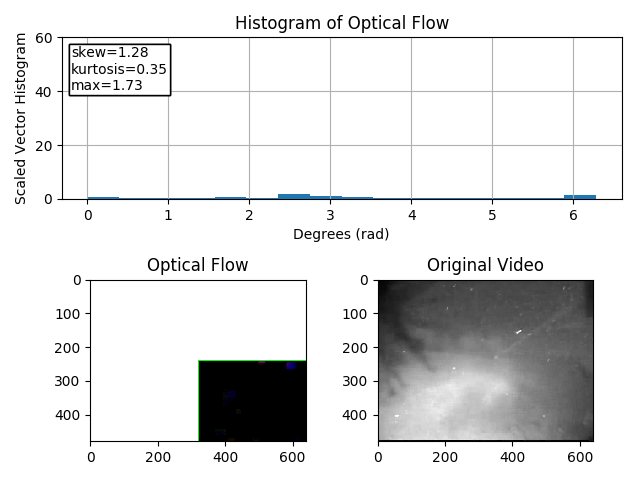 Histogram of Optical Flow
Scaled Vector Histogram
60
40
20
0
skew=1.28
kurtosis=0.35
max=1.73
0 1 2 3 4 5 6
Degrees (rad)
Optical Flow
0
100
200
300
400
0 200 400 600
Original Video
0
100
200
300
400
0 200 400 600